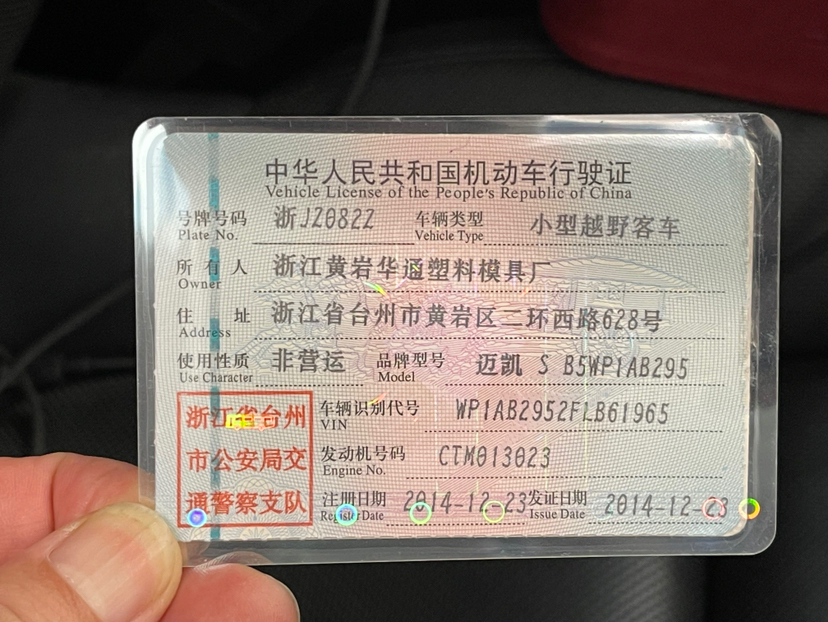 中华人民共和国机动车行驶证
Vehicle License of the People's Republic of China
号牌号码 浙JZ082Z 车辆类型 小型越野客车
Plate No. Vehicle Type
所有人 浙江黄岩华通塑料模具厂
Owner
住址 浙江省台州市黄岩区二环西路628号
Address
使用性质 非营运 品牌型号 迈凯 S B5WP1AB295
Use Character Model
浙江省台州
市公安局交
通警察支队
车辆识别代号 WP1AB2952FLB61965
VIN
发动机号码 CTM013023
Engine No.
注册日期 2014-12-23 发证日期 2014-12-23
Register Date Issue Date